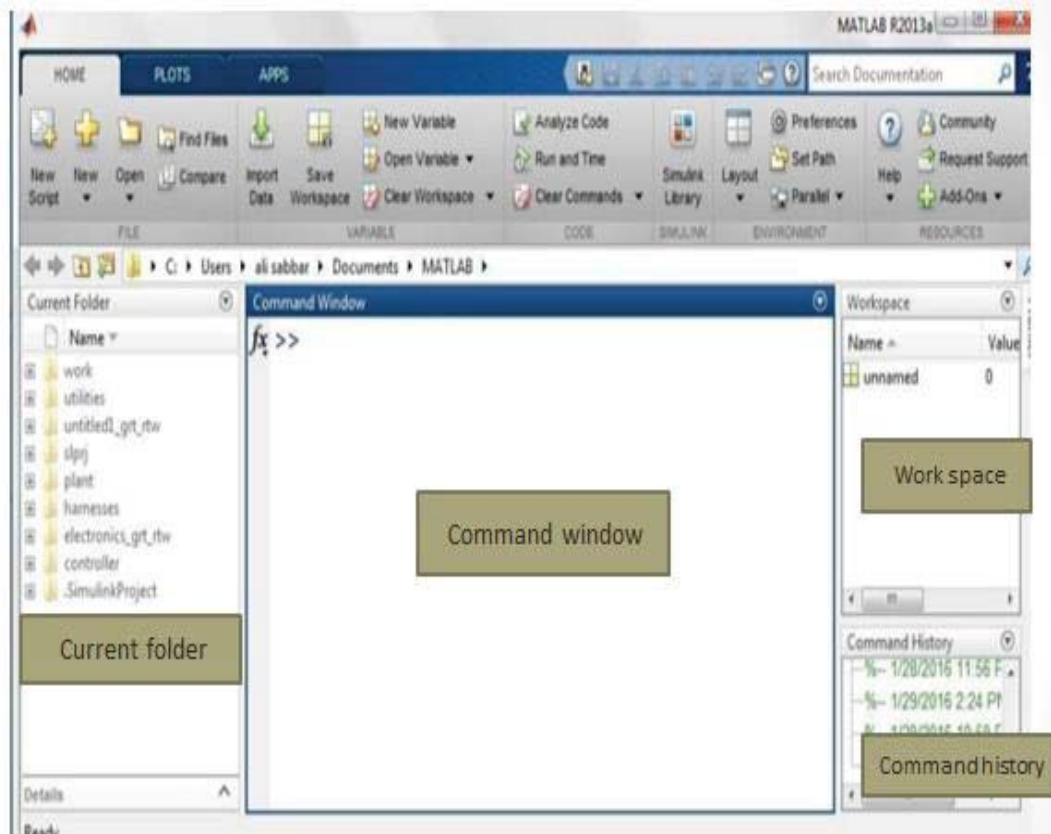 MATLAB R2013a
HOME PLOTS APPS
Search Documentation
New Script
New
Open
Find Files
Compare
FILE
Import Data
Save Workspace
New Variable
Open Variable
Clear Workspace
VARIABLE
Analyze Code
Run and Time
Clear Commands
CODE
Simulink Library
SIMULINK
Layout
Preferences
Set Path
Parallel
ENVIRONMENT
Help
Community
Request Support
Add-Ons
RESOURCES
C: Users ali sabbar Documents MATLAB
Current Folder
Name
work
utilities
untitled1_grt_rtw
slprj
plant
harnesses
electronics_grt_rtw
controller
.SimulinkProject
Current folder
Details
Ready
Command Window
fx >>
Command window
Workspace
Name Value
unnamed 0
Work space
Command History
%-- 1/28/2016 11:56 P
%-- 1/29/2016 2:24 PM
Command history